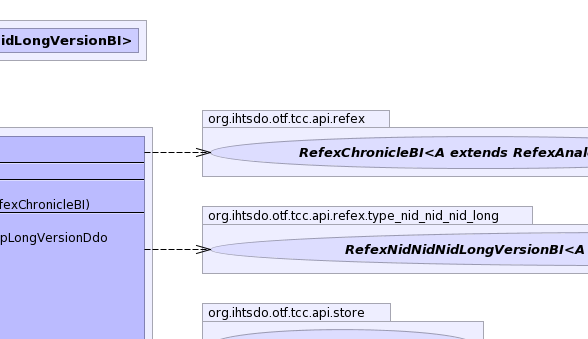 idLongVersionBI>
org.ihtsdo.otf.tcc.api.refex
RefexChronicleBI<A extends RefexAnal
fexChronicleBI)
org.ihtsdo.otf.tcc.api.refex.type_nid_nid_nid_long
pLongVersionDdo
RefexNidNidNidLongVersionBI<A
org.ihtsdo.otf.tcc.api.store